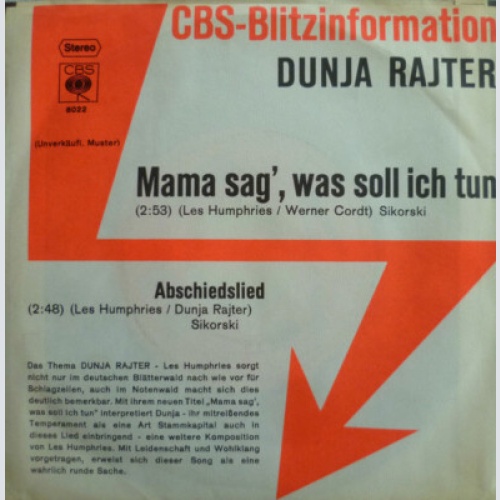 CBS-Blitzinformation
Stereo
DUNJA RAJTER
CBS
8022
(Unverkäufl. Muster)
Mama sag', was soll ich tun
(2:53) (Les Humphries / Werner Cordt) Sikorski
Abschiedslied
(2:48) (Les Humphries / Dunja Rajter)
Sikorski
Das Thema DUNJA RAJTER - Les Humphries sorgt
nicht nur im deutschen Blätterwald nach wie vor für
Schlagzeilen, auch im Notenwald macht sich dies
deutlich bemerkbar. Mit ihrem neuen Titel „Mama sag',
was soll ich tun" interpretiert Dunja - ihr mitreißendes
Temperament als eine Art Stammkapital auch in
dieses Lied einbringend - eine weitere Komposition
von Les Humphries. Mit Leidenschaft und Wohlklang
vorgetragen, erweist sich dieser Song als eine
wahrlich runde Sache.